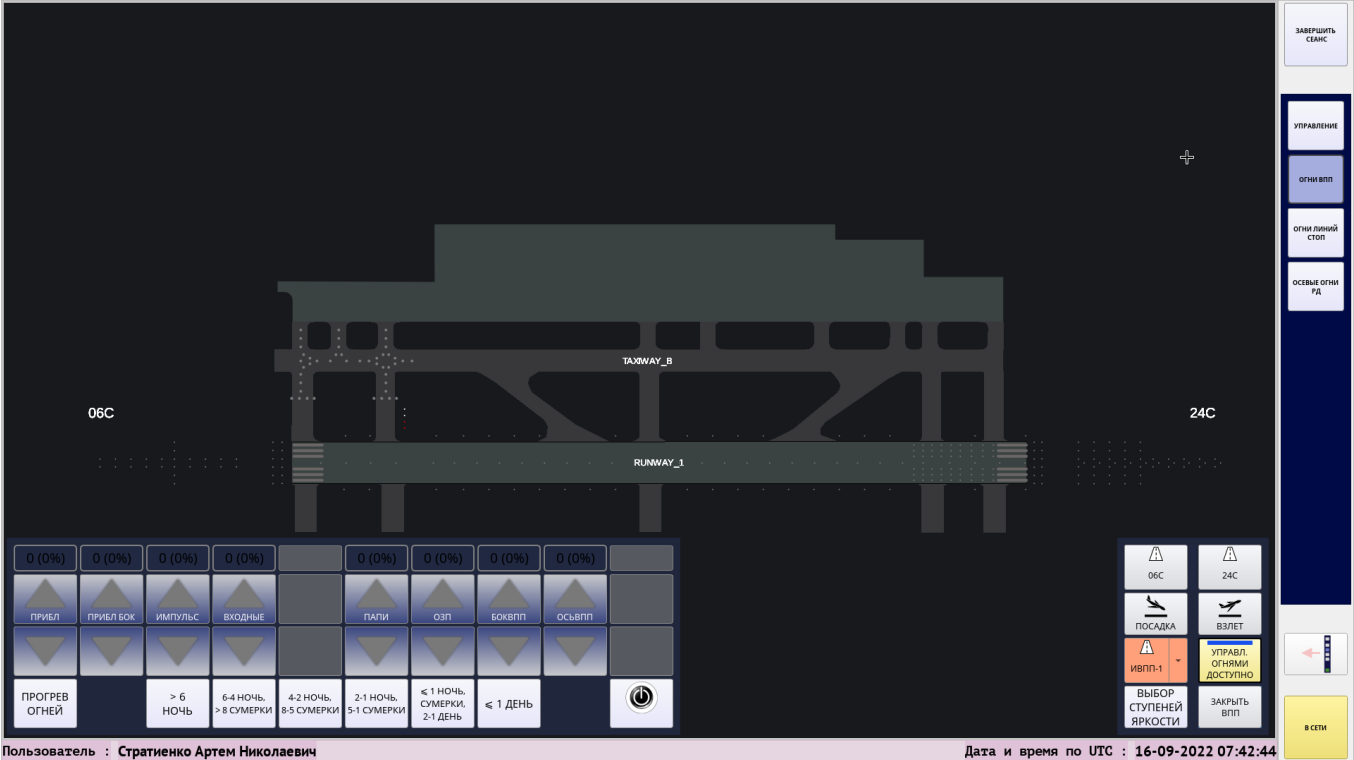 ЗАВЕРШИТЬ
СЕАНС
УПРАВЛЕНИЕ
ОГНИ ВПП
ОГНИ ЛИНИЙ
СТОП
ОСЕВЫЕ ОГНИ
РД
TAXIWAY_B
06C
24C
RUNWAY_1
0 (0%) 0 (0%) 0 (0%) 0 (0%) 0 (0%) 0 (0%) 0 (0%) 0 (0%)
ПРИБЛ ПРИБЛ БОК ИМПУЛЬС ВХОДНЫЕ ПАПИ ОЗП БОКВПП ОСЬВПП
ПРОГРЕВ
ОГНЕЙ
> 6
НОЧЬ
6-4 НОЧЬ,
> 8 СУМЕРКИ
4-2 НОЧЬ,
8-5 СУМЕРКИ
2-1 НОЧЬ,
5-1 СУМЕРКИ
⩽ 1 НОЧЬ,
СУМЕРКИ,
2-1 ДЕНЬ
⩽ 1 ДЕНЬ
06C
24C
ПОСАДКА
ВЗЛЕТ
ИВПП-1
УПРАВЛ.
ОГНЯМИ
ДОСТУПНО
ВЫБОР
СТУПЕНЕЙ
ЯРКОСТИ
ЗАКРЫТЬ
ВПП
В СЕТИ
Пользователь : Стратиенко Артем Николаевич
Дата и время по UTC : 16-09-2022 07:42:44